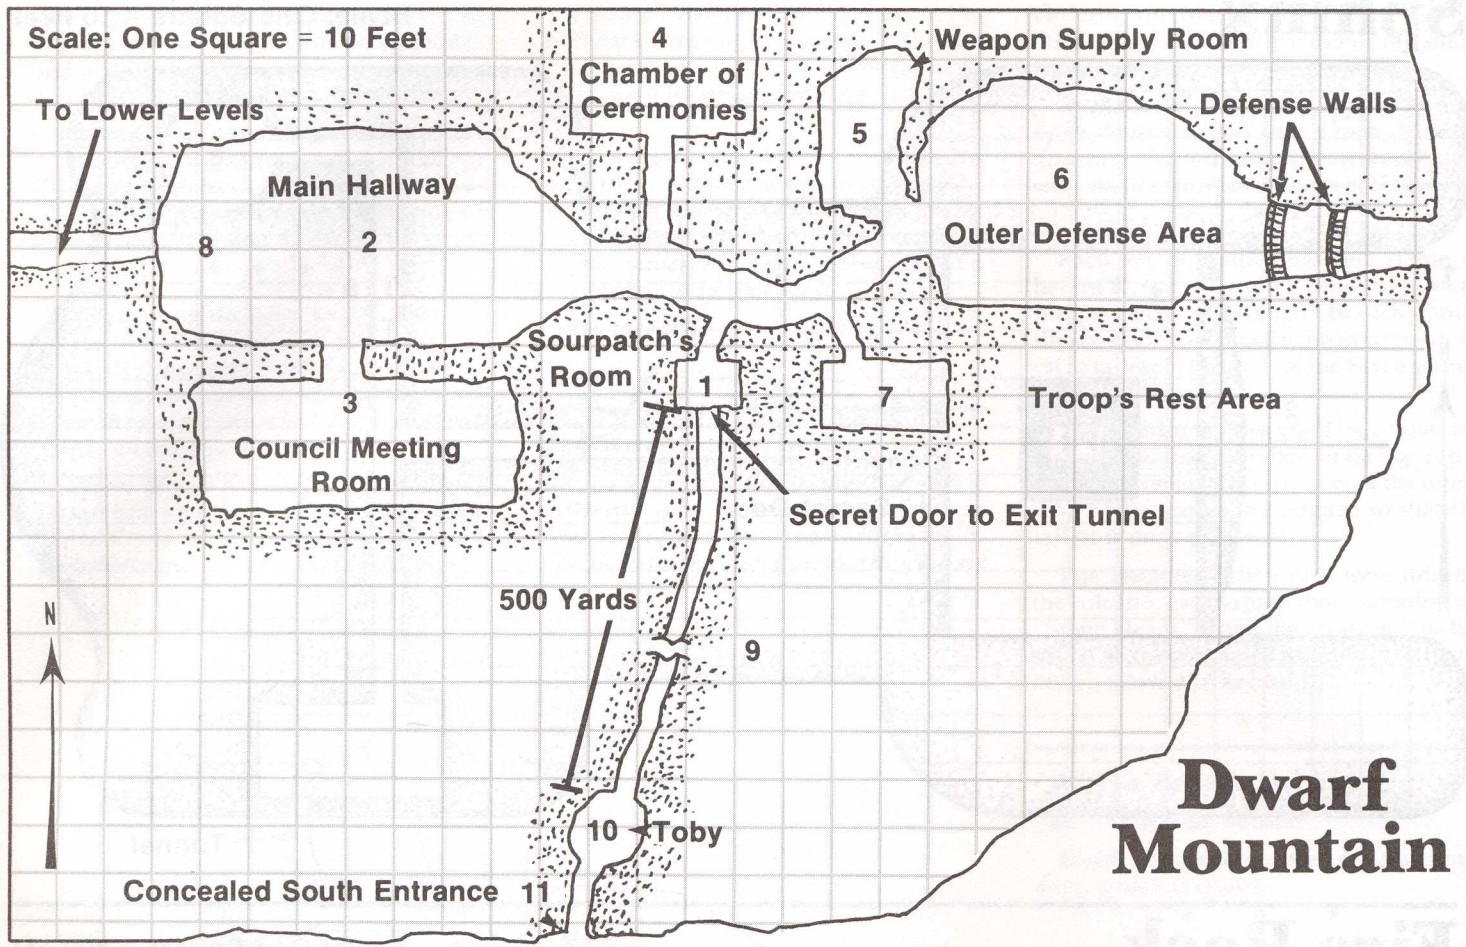 Scale: One Square = 10 Feet
4
Chamber of
Ceremonies
Weapon Supply Room
To Lower Levels
Defense Walls
5
Main Hallway
6
8
2
Outer Defense Area
Sourpatch's
Room
1
7
3
Troop's Rest Area
Council Meeting
Room
Secret Door to Exit Tunnel
500 Yards
N
9
Dwarf
Mountain
10
Toby
Concealed South Entrance 11